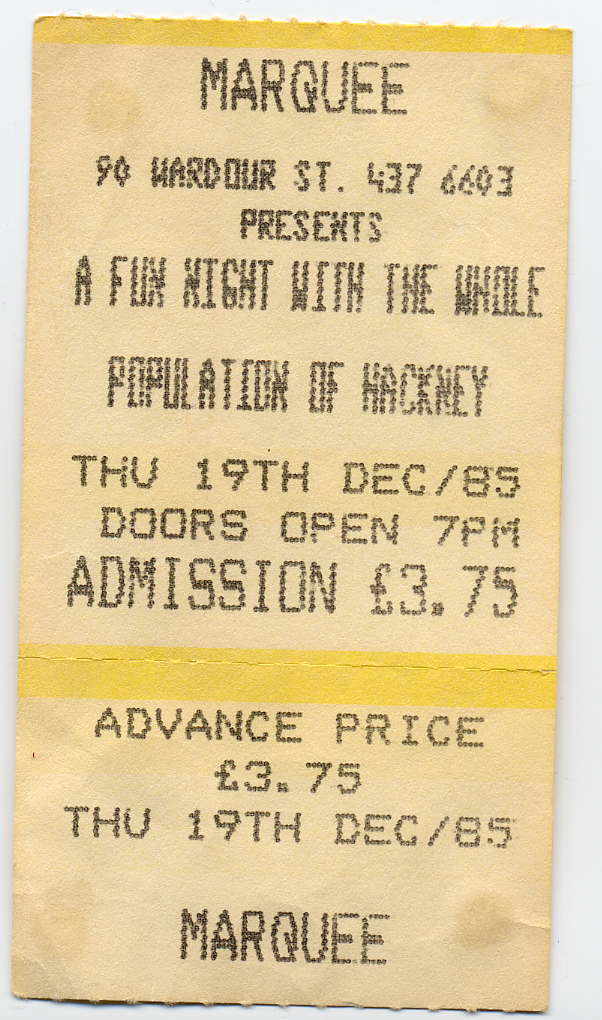 MARQUEE
90 WARDOUR ST. 437 6603
PRESENTS
A FUN NIGHT WITH THE WHOLE
POPULATION OF HACKNEY
THU 19TH DEC/85
DOORS OPEN 7PM
ADMISSION £3.75
ADVANCE PRICE
£3.75
THU 19TH DEC/85
MARQUEE